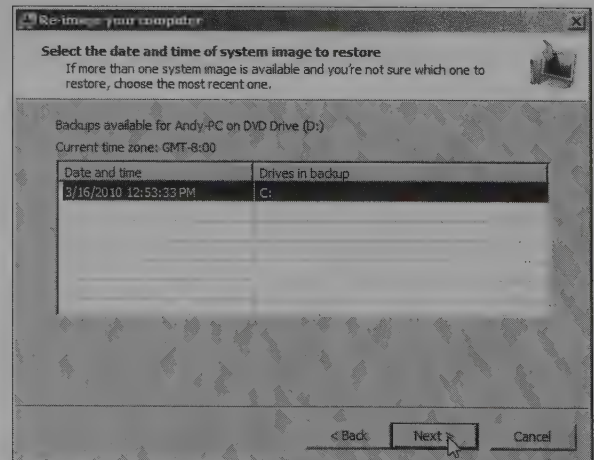 Re-image your computer
Select the date and time of system image to restore
If more than one system image is available and you're not sure which one to
restore, choose the most recent one.
Backups available for Andy-PC on DVD Drive (D:)
Current time zone: GMT-8:00
Date and time Drives in backup
3/16/2010 12:53:33 PM C:
< Back Next > Cancel